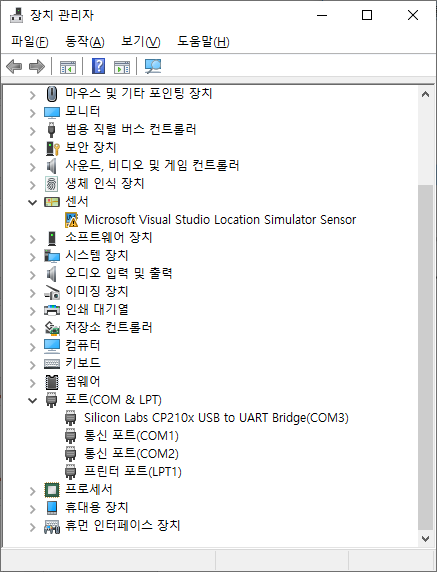 장치 관리자
파일(F) 동작(A) 보기(V) 도움말(H)
마우스 및 기타 포인팅 장치
모니터
범용 직렬 버스 컨트롤러
보안 장치
사운드, 비디오 및 게임 컨트롤러
생체 인식 장치
센서
Microsoft Visual Studio Location Simulator Sensor
소프트웨어 장치
시스템 장치
오디오 입력 및 출력
이미징 장치
인쇄 대기열
저장소 컨트롤러
컴퓨터
키보드
펌웨어
포트(COM & LPT)
Silicon Labs CP210x USB to UART Bridge(COM3)
통신 포트(COM1)
통신 포트(COM2)
프린터 포트(LPT1)
프로세서
휴대용 장치
휴먼 인터페이스 장치